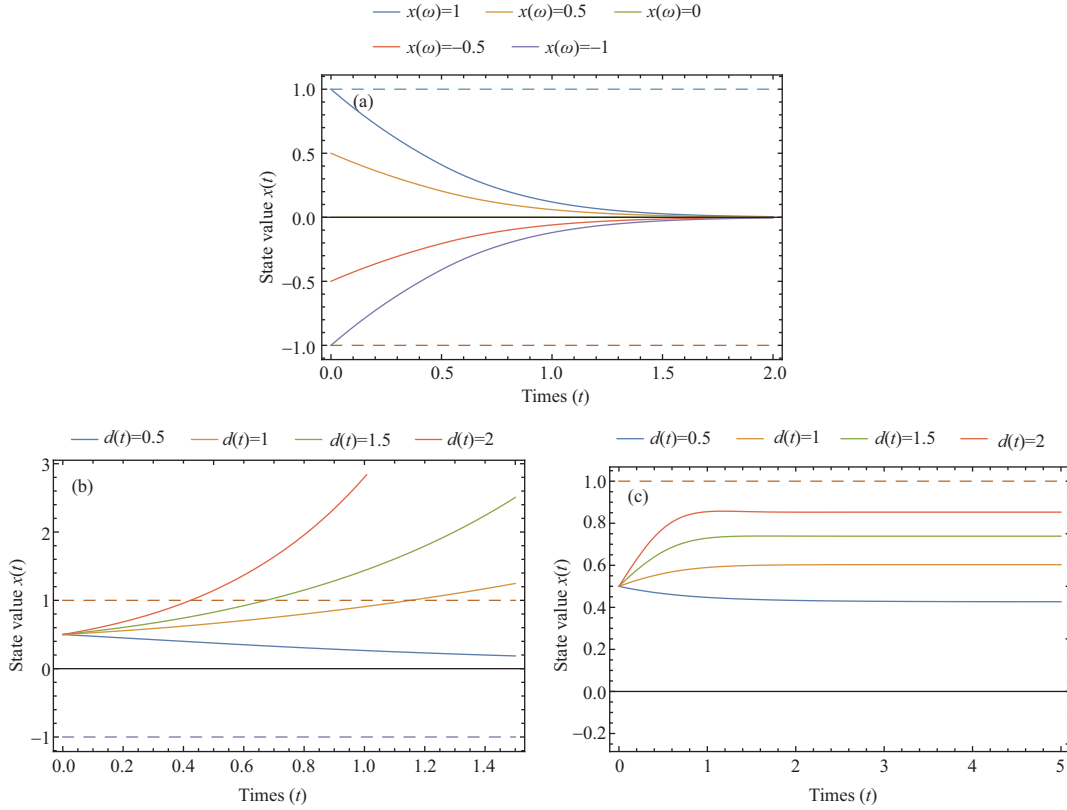 x(ω)=1 x(ω)=0.5 x(ω)=0
x(ω)=−0.5 x(ω)=−1
(a)
State value x(t)
1.0
0.5
0.0
−0.5
−1.0
0.0 0.5 1.0 1.5 2.0
Times (t)
d(t)=0.5 d(t)=1 d(t)=1.5 d(t)=2
(b)
State value x(t)
3
2
1
0
−1
0.0 0.2 0.4 0.6 0.8 1.0 1.2 1.4
Times (t)
d(t)=0.5 d(t)=1 d(t)=1.5 d(t)=2
(c)
State value x(t)
1.0
0.8
0.6
0.4
0.2
0.0
−0.2
0 1 2 3 4 5
Times (t)